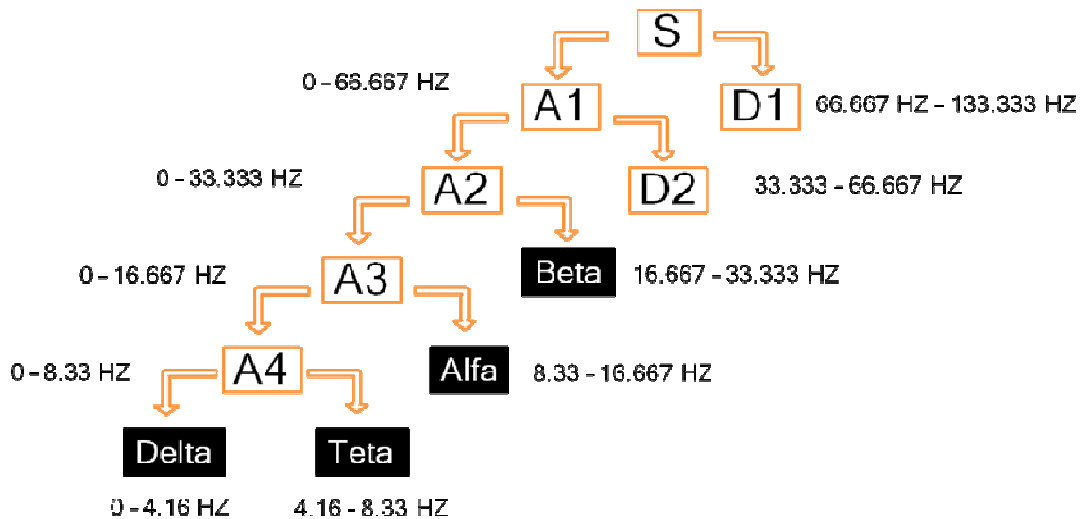 S
0-66.667 HZ
A1
D1
66.667 HZ - 133.333 HZ
0-33.333 HZ
A2
D2
33.333 - 66.667 HZ
0-16.667 HZ
A3
Beta
16.667 - 33.333 HZ
0-8.33 HZ
A4
Alfa
8.33 - 16.667 HZ
Delta
Teta
0-4.16 HZ
4.16 - 8.33 HZ